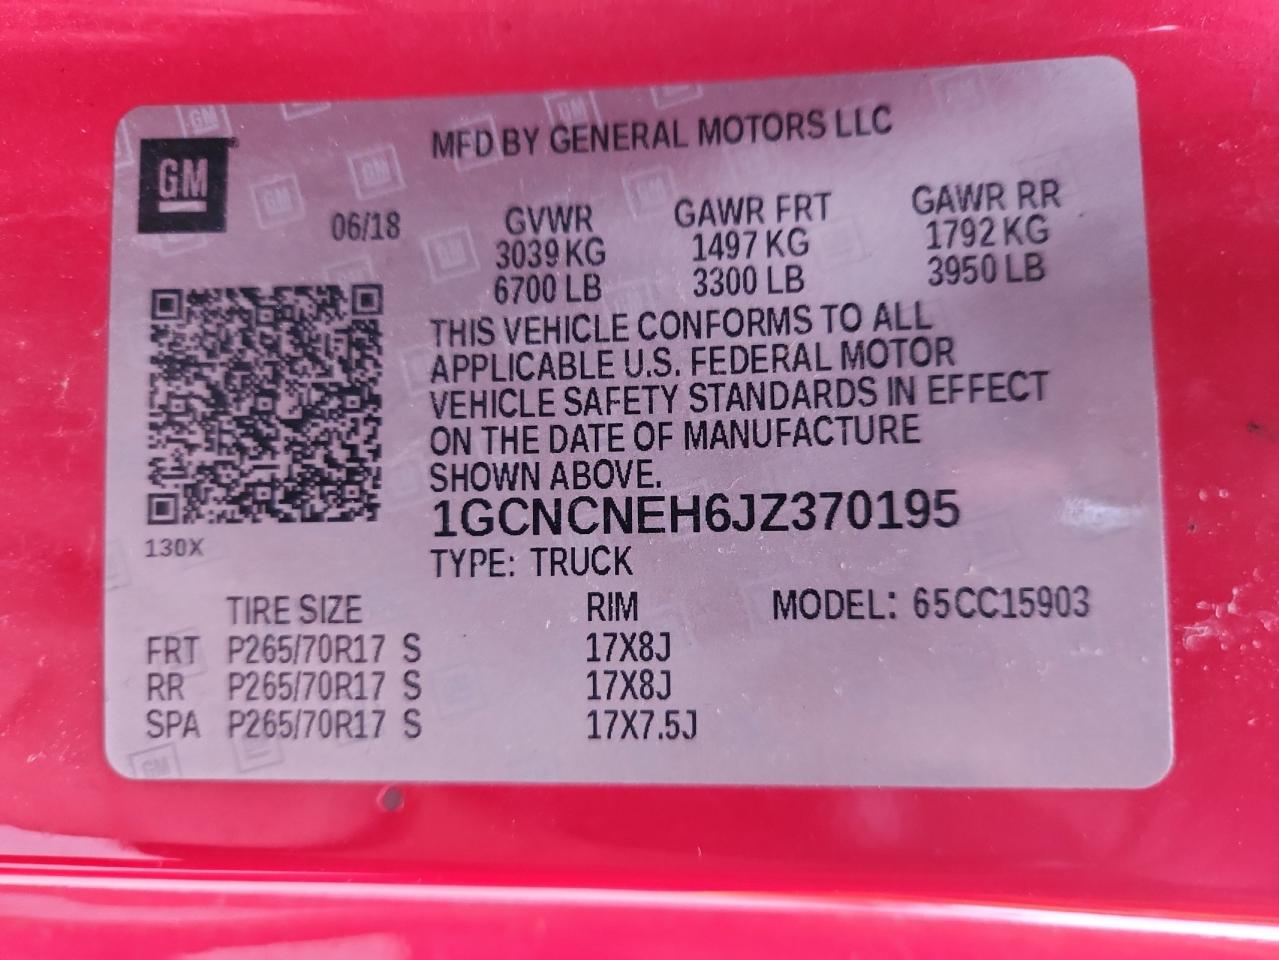 MFD BY GENERAL MOTORS LLC
GM
06/18 GVWR GAWR FRT GAWR RR
3039 KG 1497 KG 1792 KG
6700 LB 3300 LB 3950 LB
THIS VEHICLE CONFORMS TO ALL
APPLICABLE U.S. FEDERAL MOTOR
VEHICLE SAFETY STANDARDS IN EFFECT
ON THE DATE OF MANUFACTURE
SHOWN ABOVE.
1GCNCNEH6JZ370195
130X
TYPE: TRUCK
TIRE SIZE RIM MODEL: 65CC15903
FRT P265/70R17 S 17X8J
RR P265/70R17 S 17X8J
SPA P265/70R17 S 17X7.5J